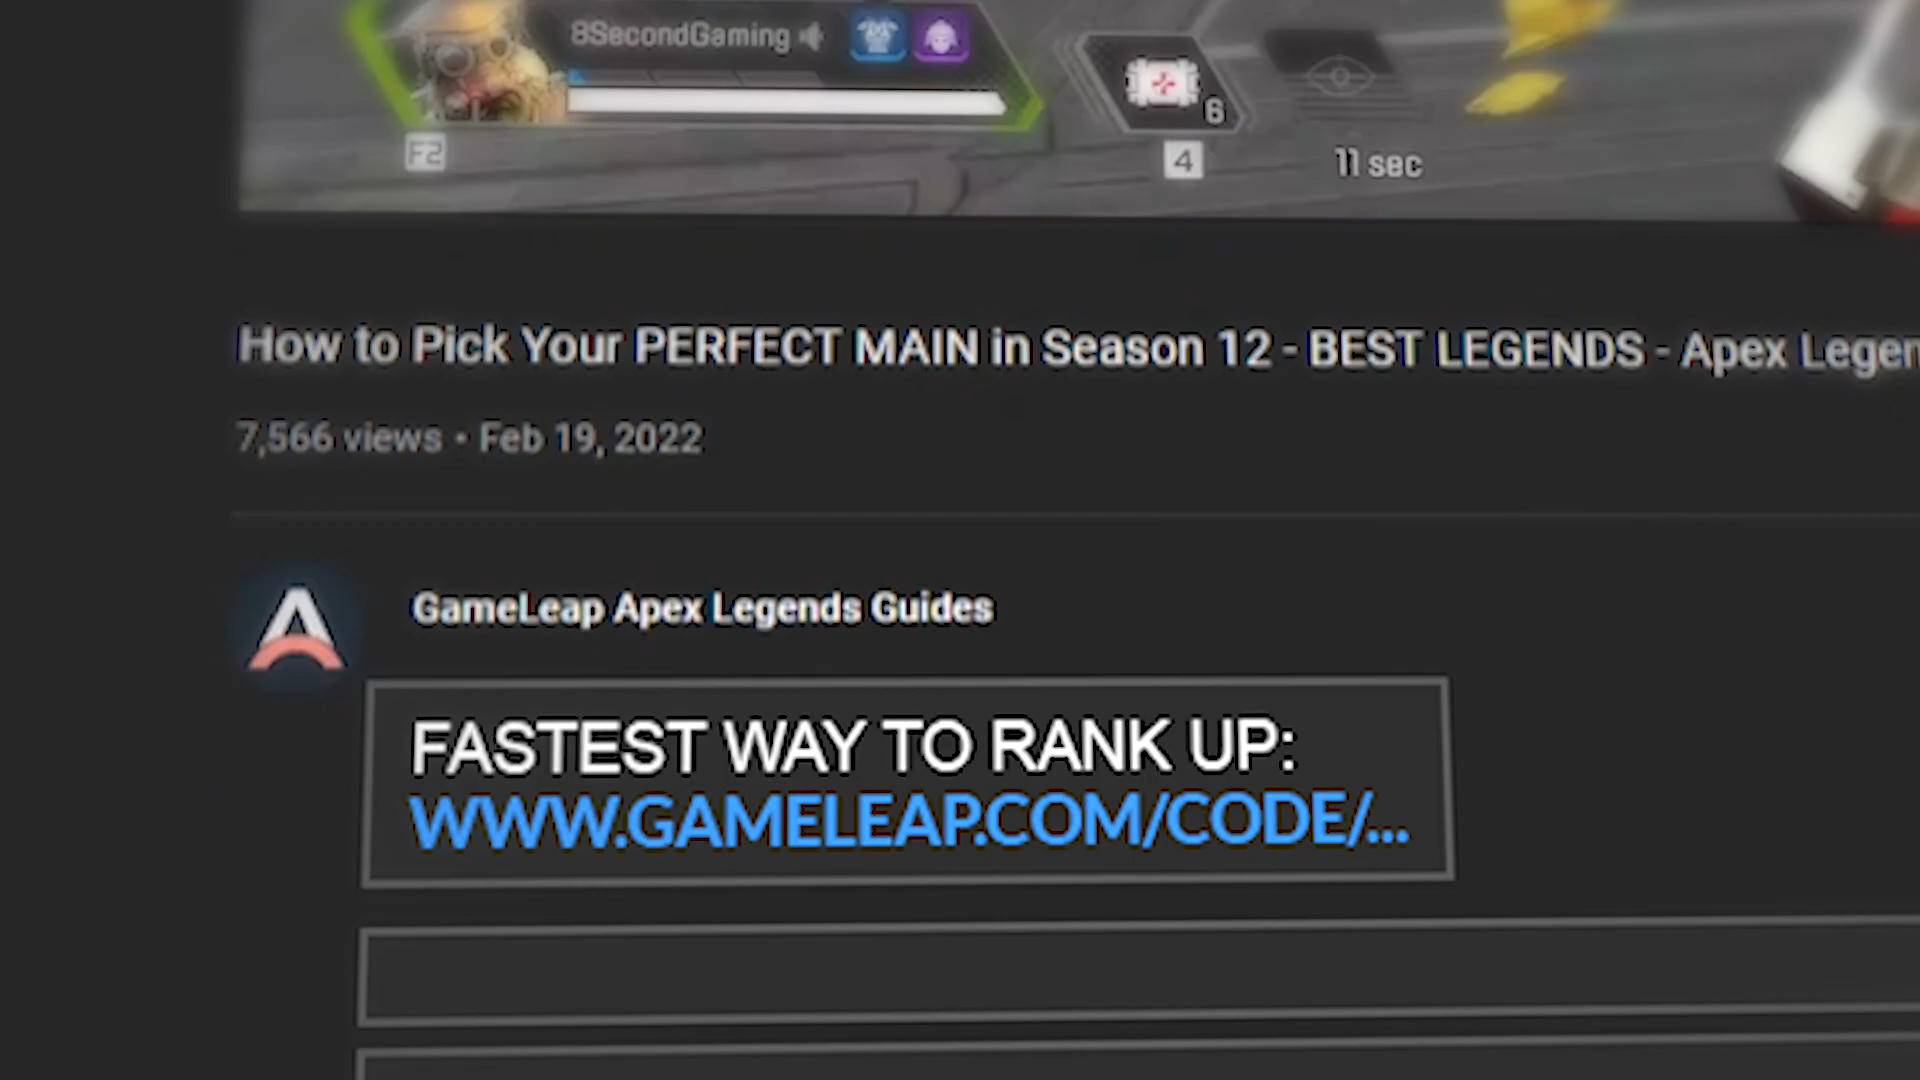 8SecondGaming
6
F2
4
11 sec
How to Pick Your PERFECT MAIN in Season 12 - BEST LEGENDS - Apex Legen
7,566 views • Feb 19, 2022
GameLeap Apex Legends Guides
FASTEST WAY TO RANK UP:
WWW.GAMELEAP.COM/CODE/...